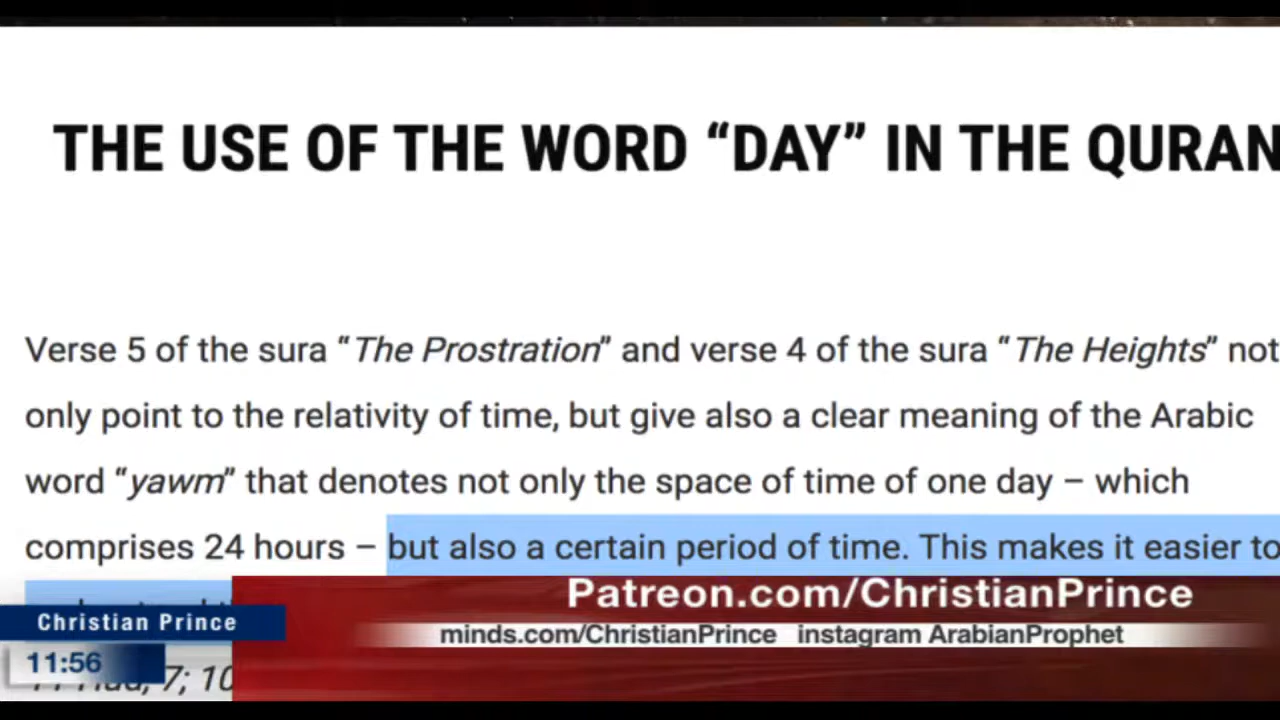 THE USE OF THE WORD “DAY” IN THE QURAN
Verse 5 of the sura “The Prostration” and verse 4 of the sura “The Heights” not
only point to the relativity of time, but give also a clear meaning of the Arabic
word “yawm” that denotes not only the space of time of one day – which
comprises 24 hours – but also a certain period of time. This makes it easier to
Patreon.com/ChristianPrince
Christian Prince
minds.com/ChristianPrince instagram ArabianProphet
11:56
7; 10